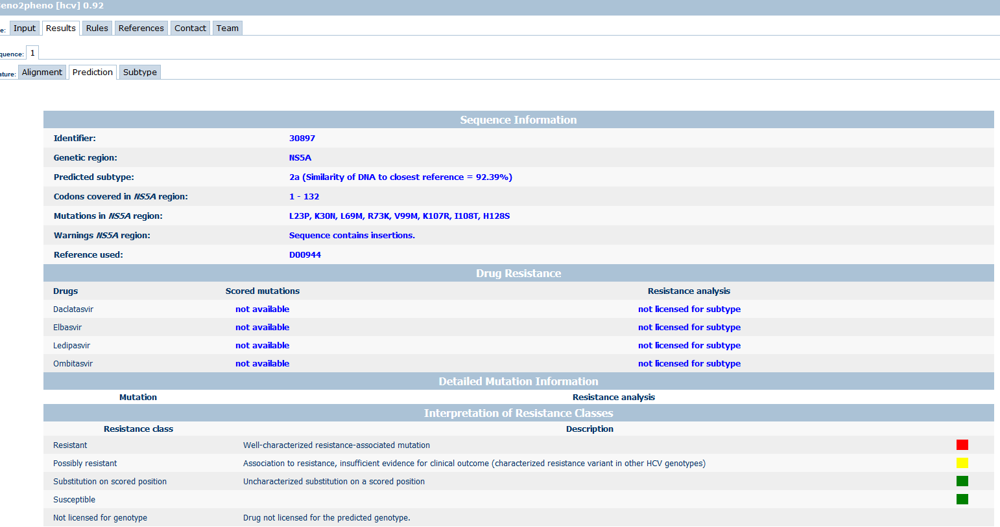 eno2pheno [hcv] 0.92
e: Input Results Rules References Contact Team
quence: 1
ature: Alignment Prediction Subtype
Sequence Information
Identifier: 30897
Genetic region: NS5A
Predicted subtype: 2a (Similarity of DNA to closest reference = 92.39%)
Codons covered in NS5A region: 1 - 132
Mutations in NS5A region: L23P, K30N, L69M, R73K, V99M, K107R, I108T, H128S
Warnings NS5A region: Sequence contains insertions.
Reference used: D00944
Drug Resistance
Drugs Scored mutations Resistance analysis
Daclatasvir not available not licensed for subtype
Elbasvir not available not licensed for subtype
Ledipasvir not available not licensed for subtype
Ombitasvir not available not licensed for subtype
Detailed Mutation Information
Mutation Resistance analysis
Interpretation of Resistance Classes
Resistance class Description
Resistant Well-characterized resistance-associated mutation
Possibly resistant Association to resistance, insufficient evidence for clinical outcome (characterized resistance variant in other HCV genotypes)
Substitution on scored position Uncharacterized substitution on a scored position
Susceptible
Not licensed for genotype Drug not licensed for the predicted genotype.